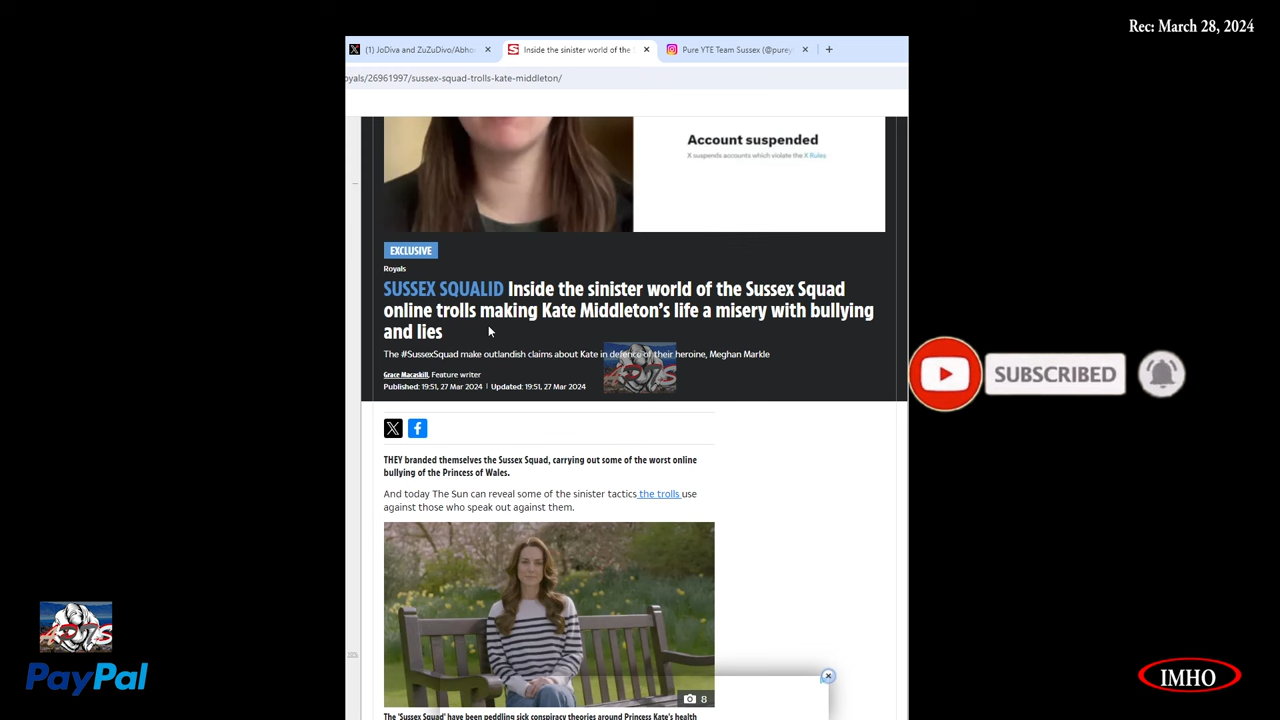 Rec: March 28, 2024
(1) JoDiva and ZuZuDivo/Abho
Inside the sinister world of the
Pure YTE Team Sussex (@purey
oyals/26961997/sussex-squad-trolls-kate-middleton/
Account suspended
X suspends accounts which violate the X Rules
EXCLUSIVE
Royals
SUSSEX SQUALID Inside the sinister world of the Sussex Squad
online trolls making Kate Middleton's life a misery with bullying
and lies
The #SussexSquad make outlandish claims about Kate in defence of their heroine, Meghan Markle
Grace Macaskill, Feature writer
Published: 19:51, 27 Mar 2024 | Updated: 19:51, 27 Mar 2024
SUBSCRIBED
THEY branded themselves the Sussex Squad, carrying out some of the worst online
bullying of the Princess of Wales.
And today The Sun can reveal some of the sinister tactics the trolls use
against those who speak out against them.
8
The 'Sussex Squad' have been peddling sick conspiracy theories around Princess Kate's health
PayPal
IMHO